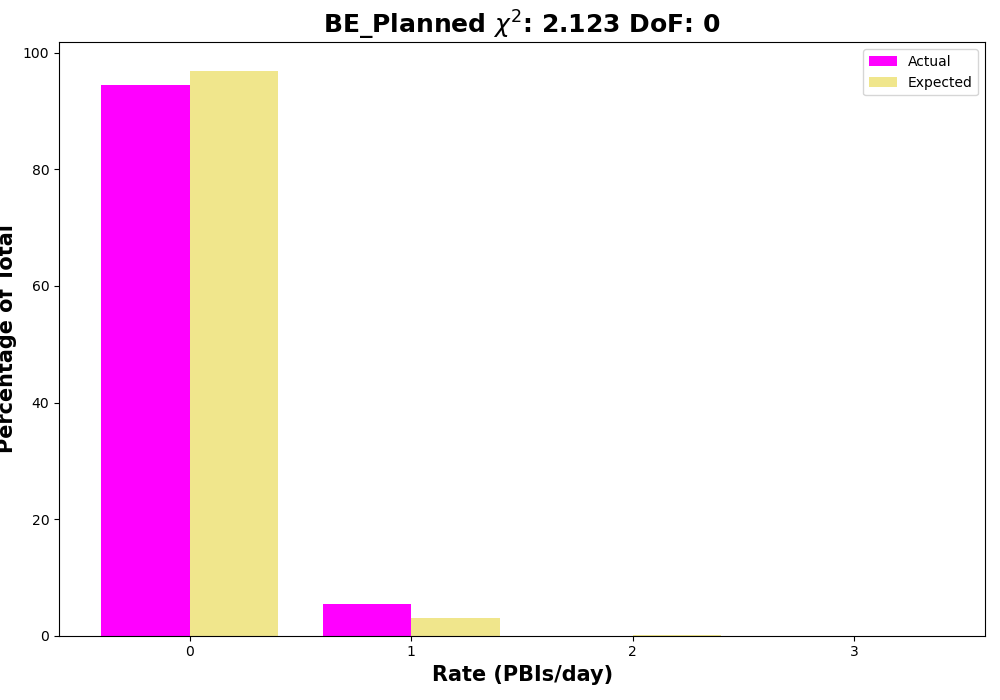 BE_Planned χ²: 2.123 DoF: 0
Actual
Expected
Percentage of Total
100
80
60
40
20
0
0 1 2 3
Rate (PBIs/day)